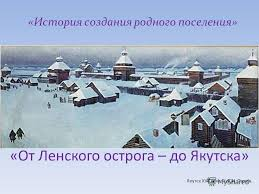 «История создания родного поселения»
«От Ленского острога – до Якутска»